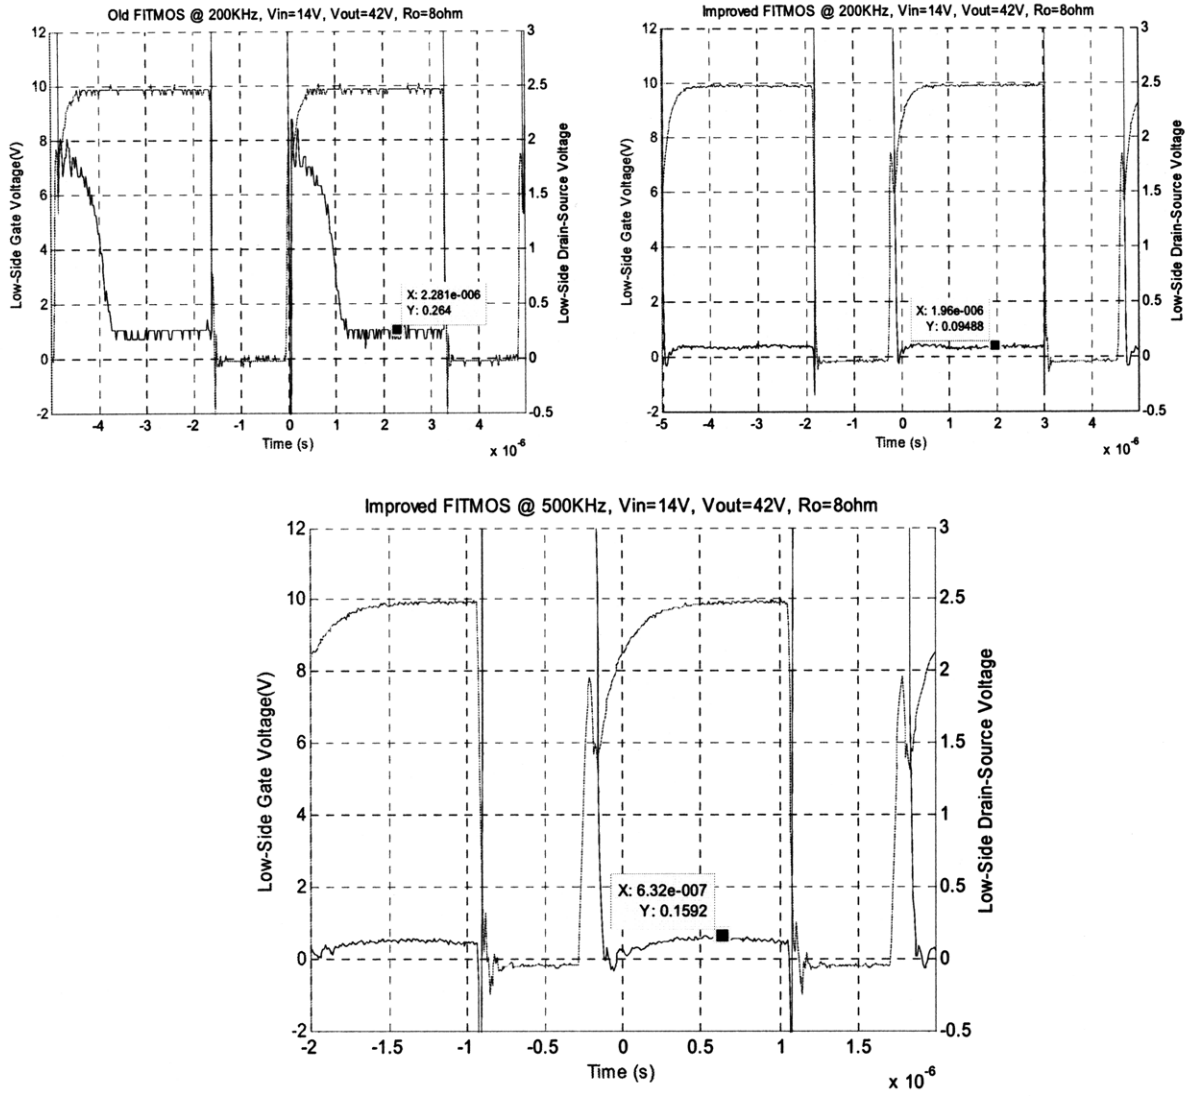 Old FITMOS @ 200KHz, Vin=14V, Vout=42V, Ro=8ohm
12
10
8
6
4
2
0
-2
Low-Side Gate Voltage(V)
3
2.5
2
1.5
1
0.5
0
-0.5
Low-Side Drain-Source Voltage
X: 2.281e-006
Y: 0.264
-4 -3 -2 -1 0 1 2 3 4 5
Time (s)
x 10-6
Improved FITMOS @ 200KHz, Vin=14V, Vout=42V, Ro=8ohm
12
10
8
6
4
2
0
-2
Low-Side Gate Voltage(V)
3
2.5
2
1.5
1
0.5
0
-0.5
Low-Side Drain-Source Voltage
X: 1.96e-006
Y: 0.09488
-5 -4 -3 -2 -1 0 1 2 3 4
Time (s)
x 10-6
Improved FITMOS @ 500KHz, Vin=14V, Vout=42V, Ro=8ohm
12
10
8
6
4
2
0
-2
Low-Side Gate Voltage(V)
3
2.5
2
1.5
1
0.5
0
-0.5
Low-Side Drain-Source Voltage
X: 6.32e-007
Y: 0.1592
-2 -1.5 -1 -0.5 0 0.5 1 1.5
Time (s)
x 10-6